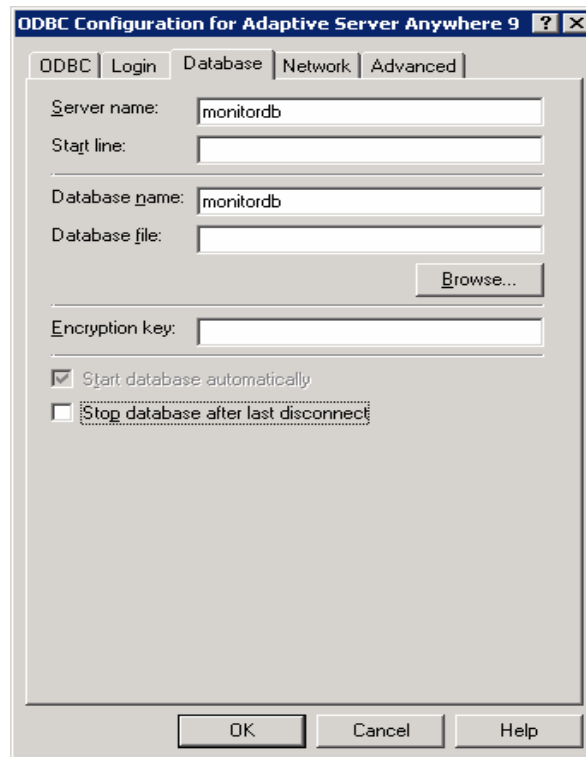 ODBC Configuration for Adaptive Server Anywhere 9
ODBC Login Database Network Advanced
Server name: monitordb
Start line:
Database name: monitordb
Database file:
Browse...
Encryption key:
Start database automatically
Stop database after last disconnect
OK Cancel Help